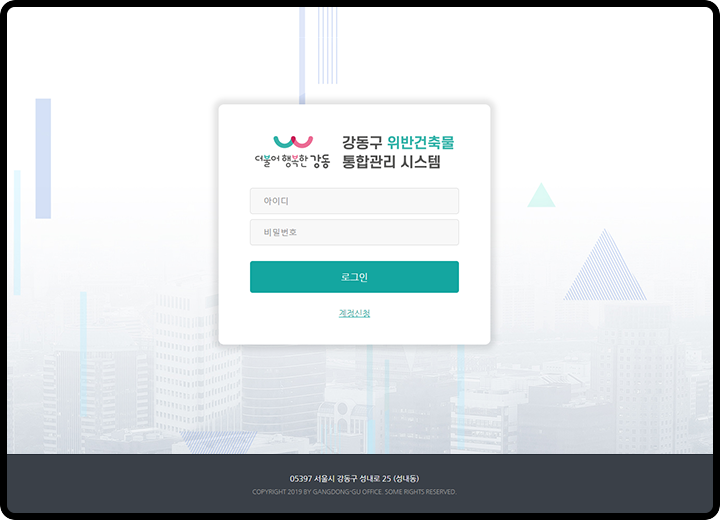 더불어 행복한 강동
강동구 위반건축물
통합관리 시스템
아이디
비밀번호
로그인
계정신청
05397 서울시 강동구 성내로 25 (성내동)
COPYRIGHT 2019 BY GANGDONG-GU OFFICE. SOME RIGHTS RESERVED.